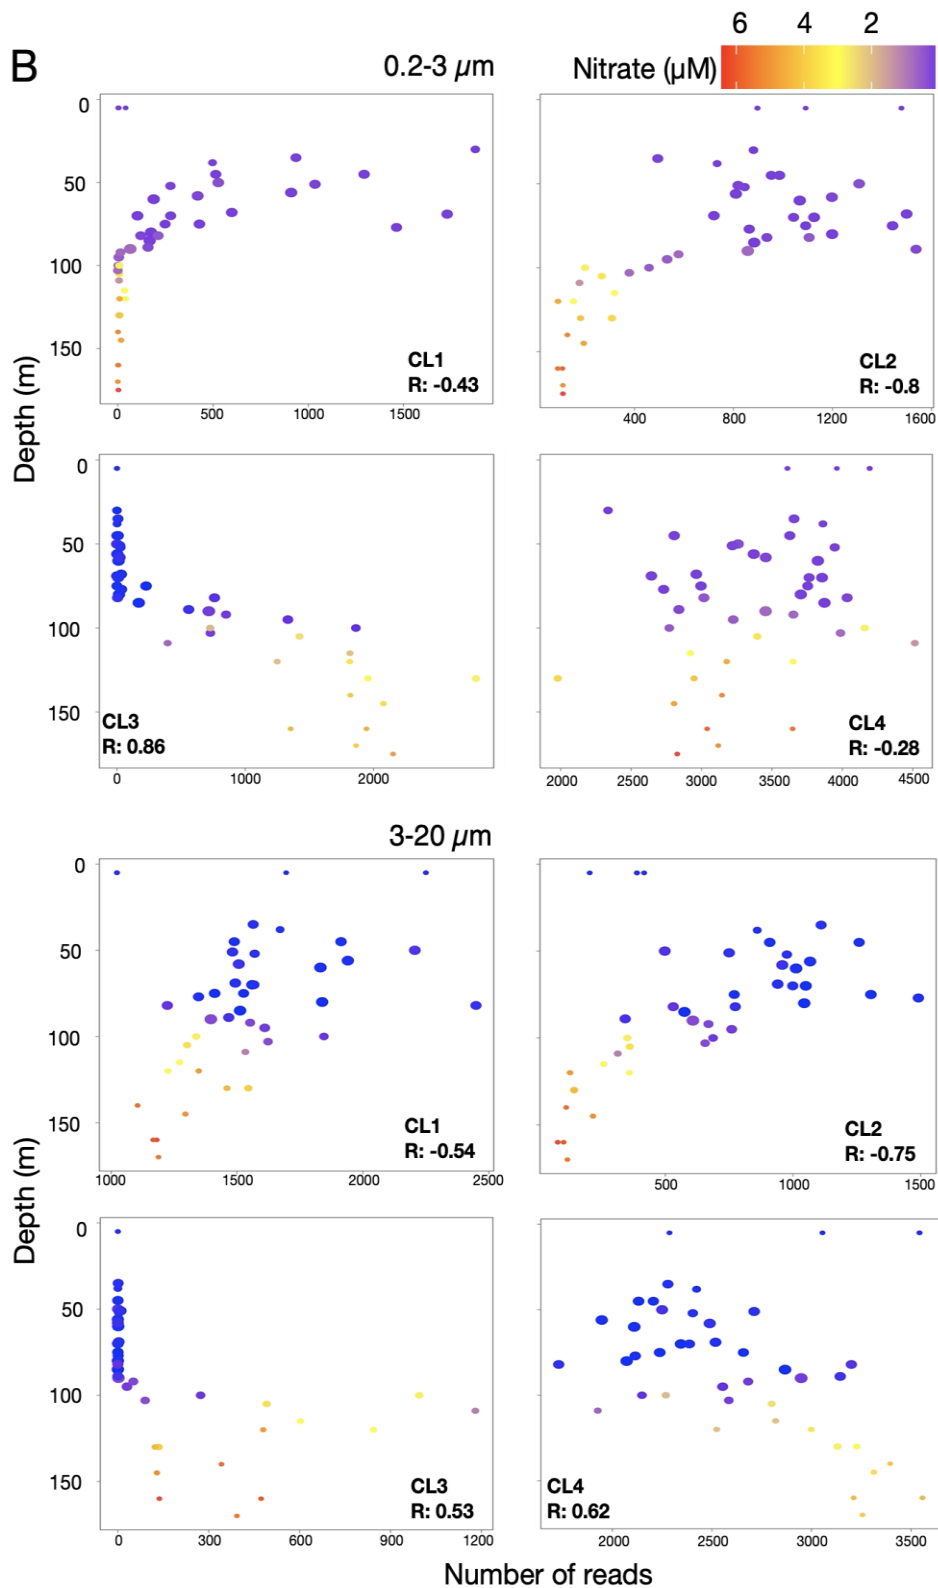 B
0.2-3 µm
Nitrate (µM)
6 4 2
Depth (m)
0
50
100
150
CL1
R: -0.43
0 500 1000 1500
CL2
R: -0.8
400 800 1200 1600
0
50
100
150
CL3
R: 0.86
0 1000 2000
CL4
R: -0.28
2000 2500 3000 3500 4000 4500
3-20 µm
Depth (m)
0
50
100
150
CL1
R: -0.54
1000 1500 2000 2500
CL2
R: -0.75
500 1000 1500
0
50
100
150
CL3
R: 0.53
0 300 600 900 1200
CL4
R: 0.62
2000 2500 3000 3500
Number of reads